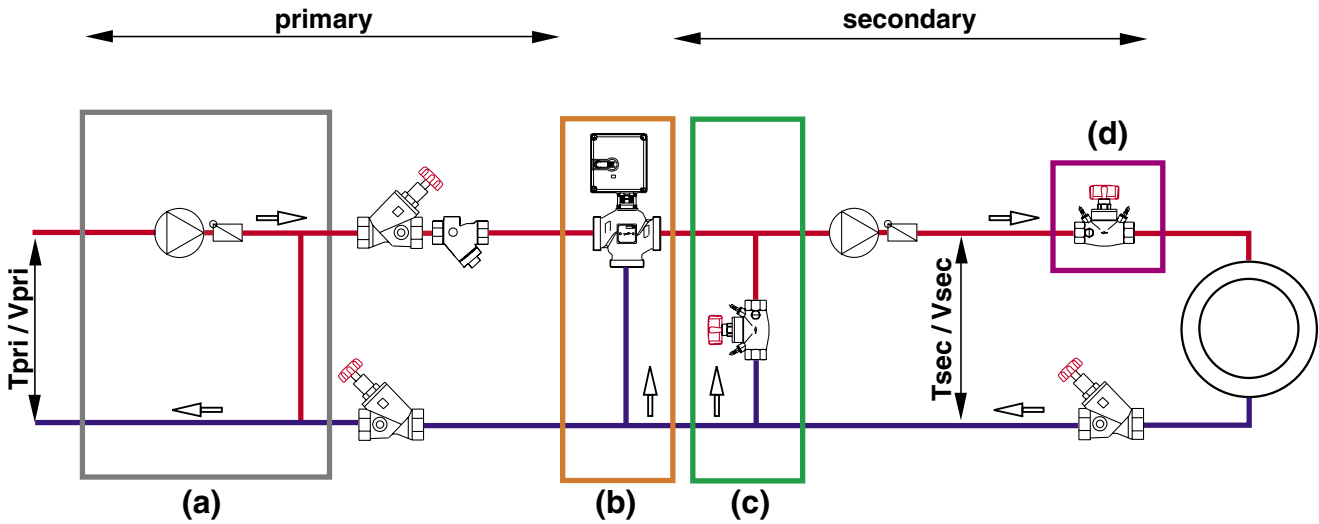 primary
secondary
(d)
Tpri / Vpri
Tsec / Vsec
(a)
(b)
(c)